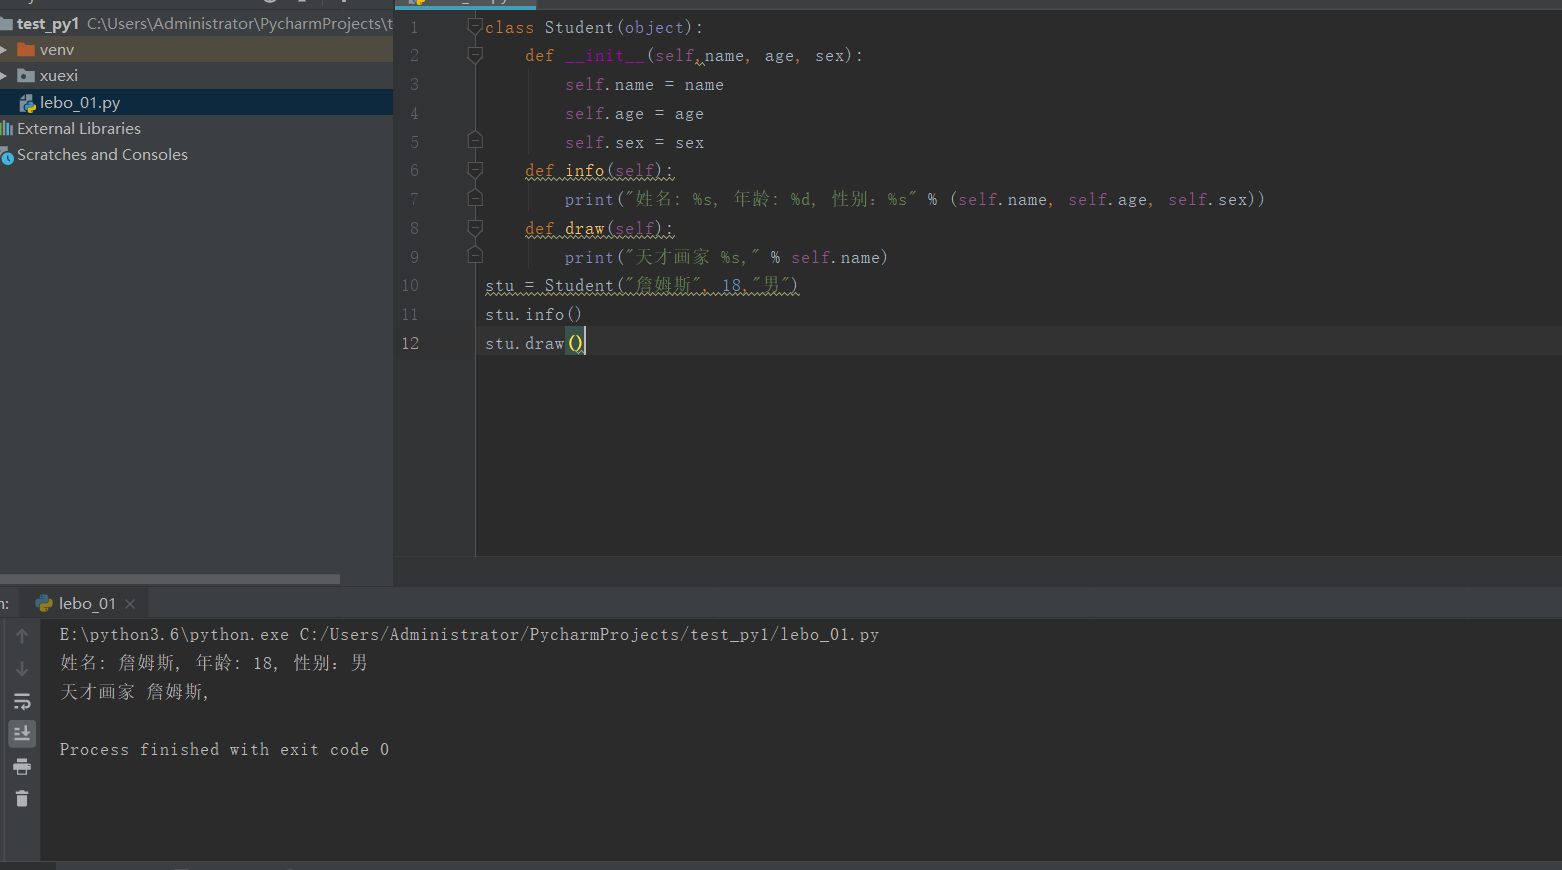 test_py1 C:\Users\Administrator\PycharmProjects\t
venv
xuexi
lebo_01.py
External Libraries
Scratches and Consoles
1 class Student(object):
2 def __init__(self,name, age, sex):
3 self.name = name
4 self.age = age
5 self.sex = sex
6 def info(self):
7 print("姓名: %s, 年龄: %d, 性别: %s" % (self.name, self.age, self.sex))
8 def draw(self):
9 print("天才画家 %s," % self.name)
10 stu = Student("詹姆斯", 18,"男")
11 stu.info()
12 stu.draw()
lebo_01
E:\python3.6\python.exe C:/Users/Administrator/PycharmProjects/test_py1/lebo_01.py
姓名: 詹姆斯, 年龄: 18, 性别: 男
天才画家 詹姆斯,
Process finished with exit code 0